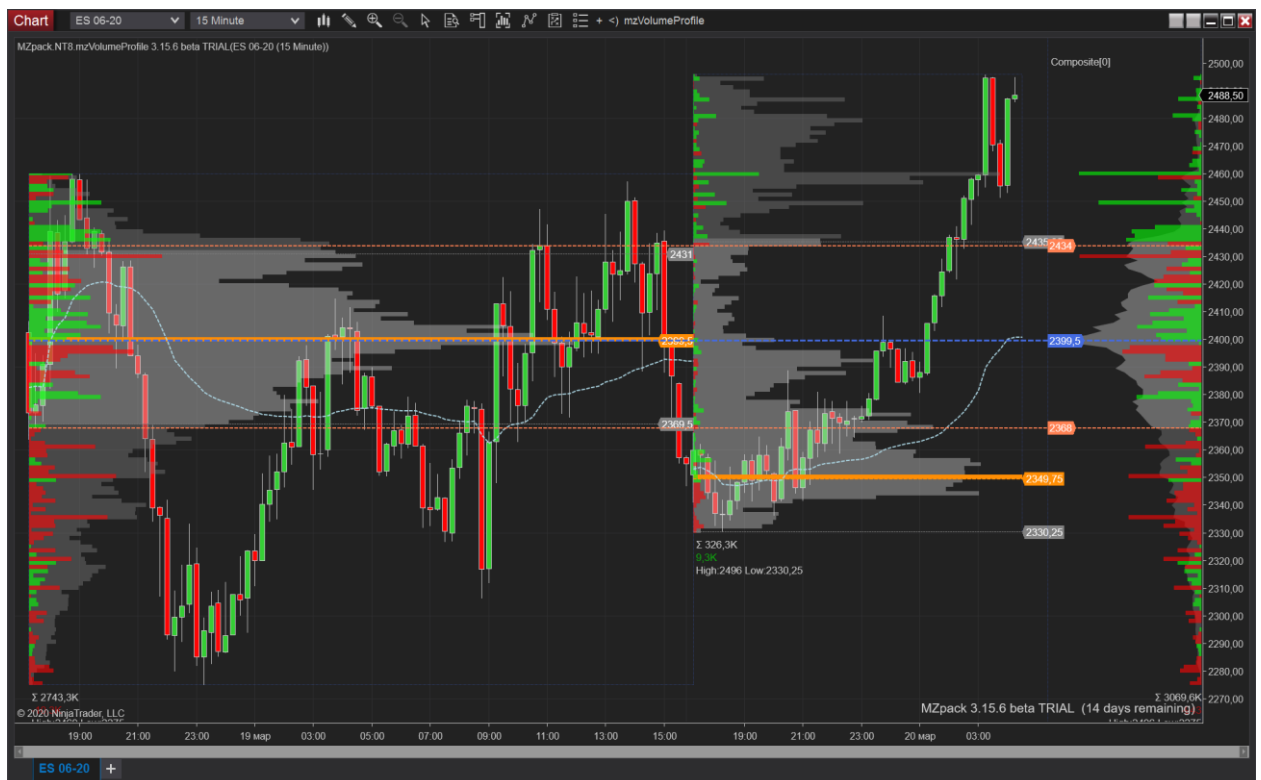 Chart ES 06-20 15 Minute + <) mzVolumeProfile
MZpack.NT8.mzVolumeProfile 3.15.6 beta TRIAL(ES 06-20 (15 Minute))
Composite[0]
2500,00
2488,50
2480,00
2470,00
2460,00
2450,00
2440,00
2434
2431
2430,00
2420,00
2410,00
2400,00
2399,5
2390,00
2380,00
2369,5
2370,00
2368
2360,00
2349,75
2350,00
2340,00
2330,25
2330,00
Σ 326,3K
9,3K
High:2496 Low:2330,25
2320,00
2310,00
2300,00
2290,00
2280,00
2270,00
Σ 2743,3K
Σ 3069,6K
© 2020 NinjaTrader, LLC
MZpack 3.15.6 beta TRIAL (14 days remaining)
19:00 21:00 23:00 19 мар 03:00 05:00 07:00 09:00 11:00 13:00 15:00 19:00 21:00 23:00 20 мар 03:00
ES 06-20 +